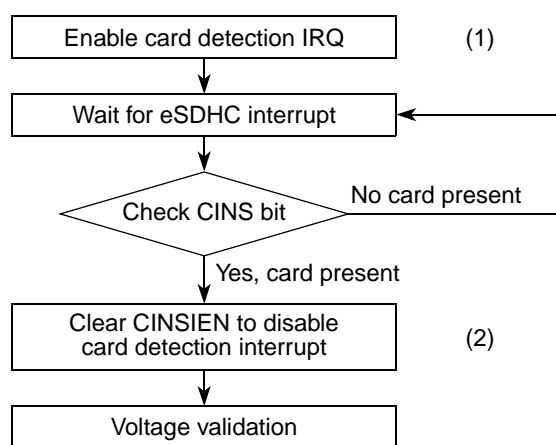 Enable card detection IRQ (1)
Wait for eSDHC interrupt
Check CINS bit
No card present
Yes, card present
Clear CINSIEN to disable
card detection interrupt
(2)
Voltage validation